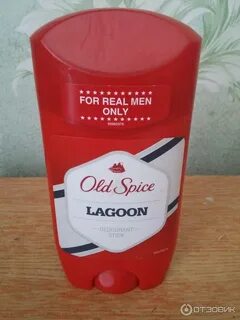 FOR REAL MEN
ONLY
Old Spice
LAGOON
DEODORANT
STICK
ОТЗОВИК